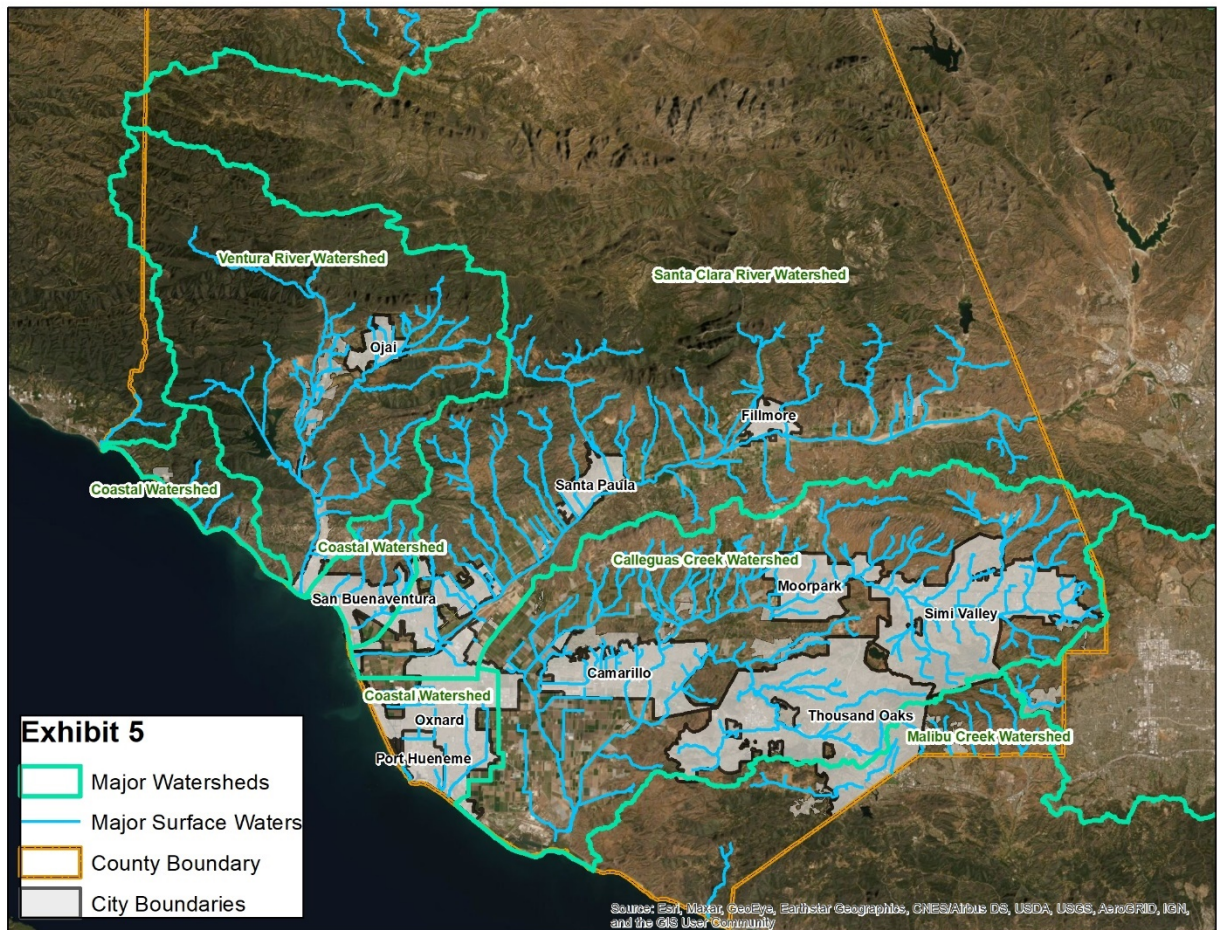 Ventura River Watershed
Santa Clara River Watershed
Ojai
Fillmore
Santa Paula
Coastal Watershed
Coastal Watershed
Calleguas Creek Watershed
Moorpark
San Buenaventura
Simi Valley
Camarillo
Coastal Watershed
Oxnard
Thousand Oaks
Malibu Creek Watershed
Port Hueneme
Exhibit 5
Major Watersheds
Major Surface Waters
County Boundary
City Boundaries
Source: Esri, Maxar, GeoEye, Earthstar Geographics, CNES/Airbus DS, USDA, USGS, AeroGRID, IGN,
and the GIS User Community